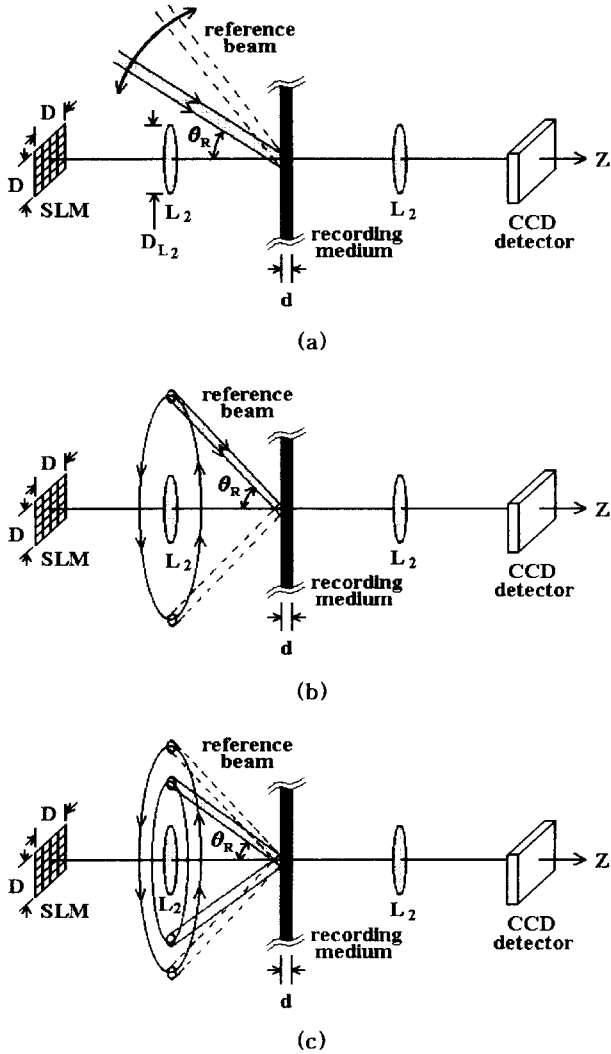 reference
beam
D
θR
D
SLM
L2
DL2
L2
Z
CCD
detector
recording
medium
d
(a)
reference
beam
D
θR
D
SLM
L2
L2
Z
CCD
detector
recording
medium
d
(b)
reference
beam
D
θR
D
SLM
L2
L2
Z
CCD
detector
recording
medium
d
(c)